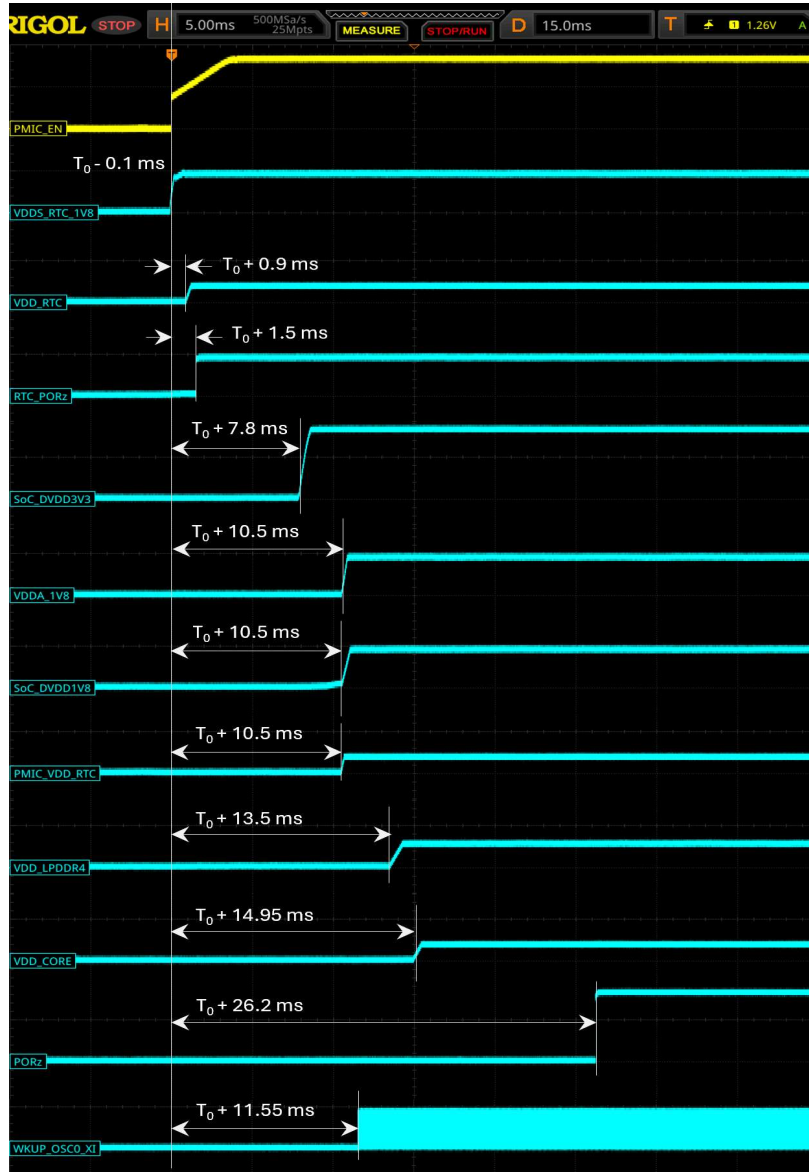 RIGOL STOP H 5.00ms 500MSa/s 25Mpts MEASURE STOP/RUN D 15.0ms T 1 1.26V A
T
PMIC_EN
T₀ - 0.1 ms
VDDS_RTC_1V8
T₀ + 0.9 ms
VDD_RTC
T₀ + 1.5 ms
RTC_PORz
T₀ + 7.8 ms
SoC_DVDD3V3
T₀ + 10.5 ms
VDDA_1V8
T₀ + 10.5 ms
SoC_DVDD1V8
T₀ + 10.5 ms
PMIC_VDD_RTC
T₀ + 13.5 ms
VDD_LPDDR4
T₀ + 14.95 ms
VDD_CORE
T₀ + 26.2 ms
PORz
T₀ + 11.55 ms
WKUP_OSC0_XI